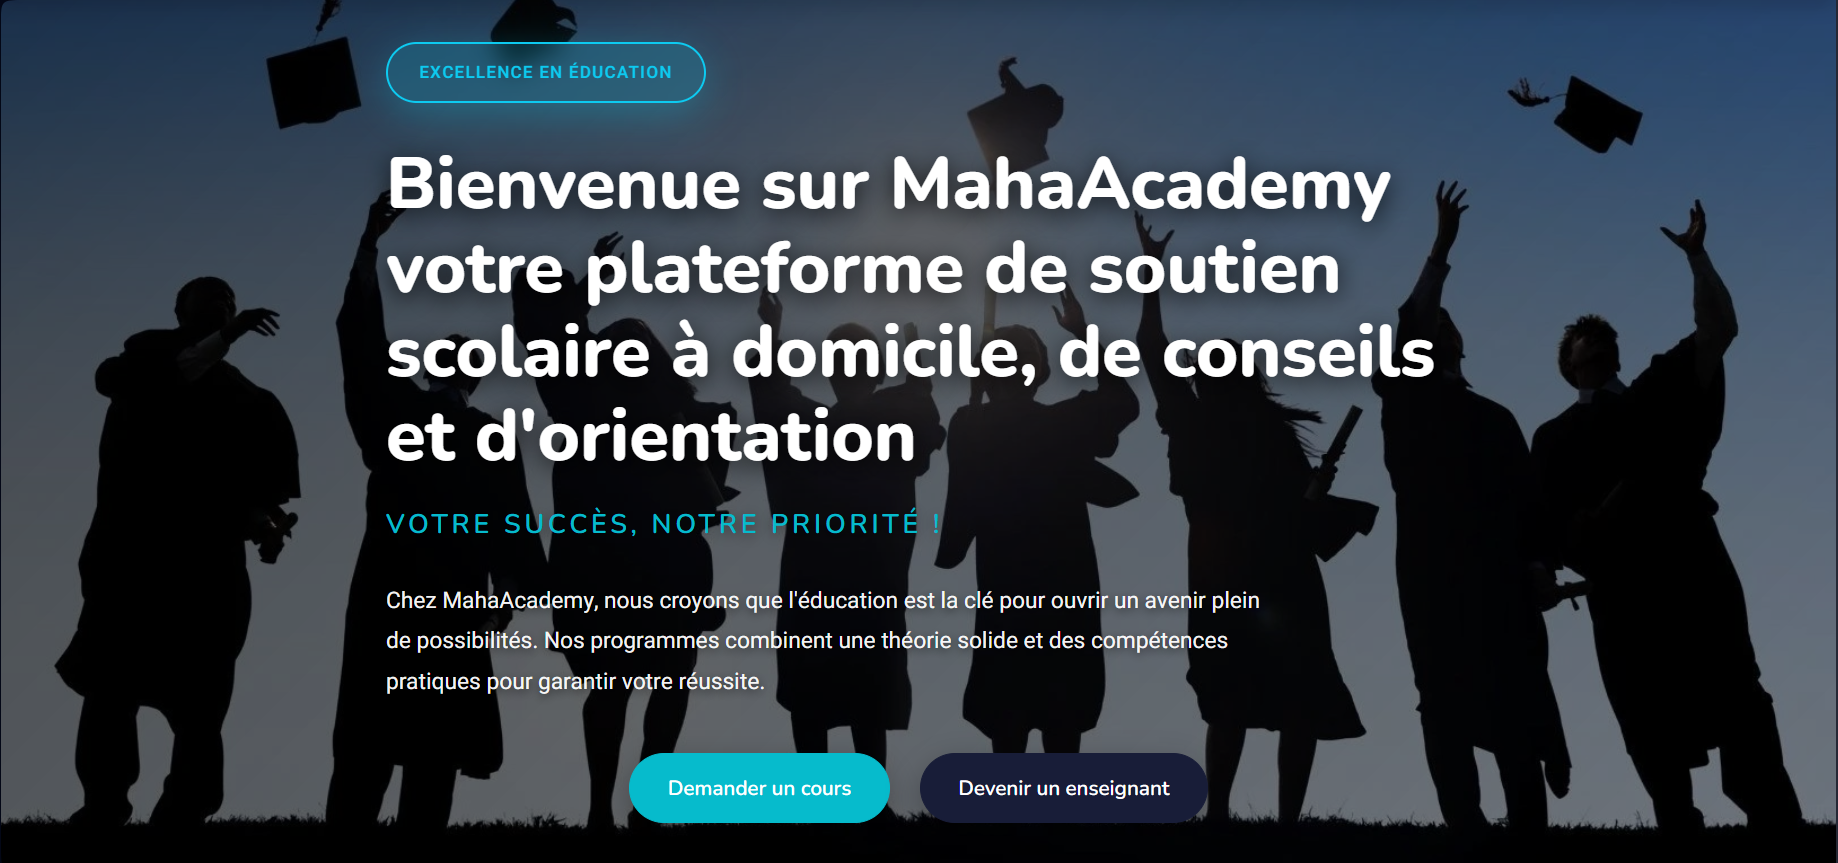 EXCELLENCE EN ÉDUCATION
Bienvenue sur MahaAcademy
votre plateforme de soutien
scolaire à domicile, de conseils
et d'orientation
VOTRE SUCCÈS, NOTRE PRIORITÉ !
Chez MahaAcademy, nous croyons que l'éducation est la clé pour ouvrir un avenir plein
de possibilités. Nos programmes combinent une théorie solide et des compétences
pratiques pour garantir votre réussite.
Demander un cours
Devenir un enseignant